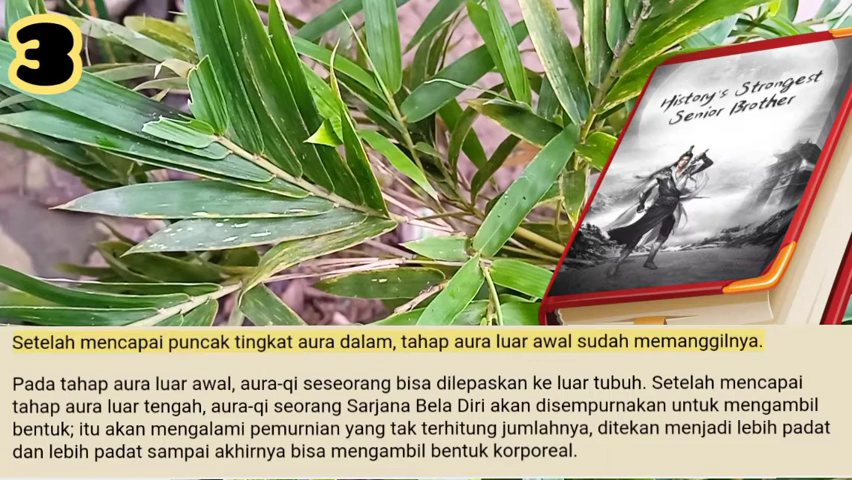 3
History's Strongest
Senior Brother
Setelah mencapai puncak tingkat aura dalam, tahap aura luar awal sudah memanggilnya.
Pada tahap aura luar awal, aura-qi seseorang bisa dilepaskan ke luar tubuh. Setelah mencapai
tahap aura luar tengah, aura-qi seorang Sarjana Bela Diri akan disempurnakan untuk mengambil
bentuk; itu akan mengalami pemurnian yang tak terhitung jumlahnya, ditekan menjadi lebih padat
dan lebih padat sampai akhirnya bisa mengambil bentuk korporeal.